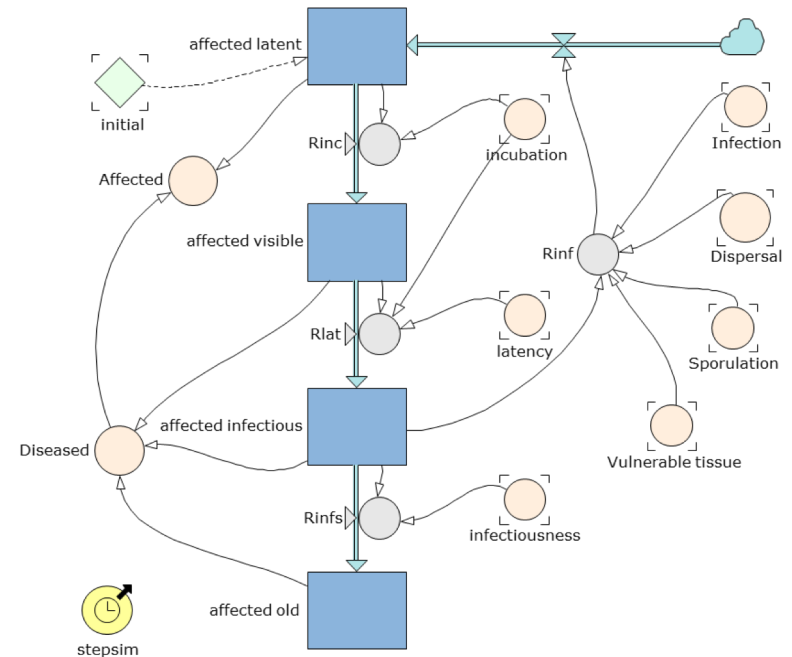 affected latent
initial
Rinc
incubation
Infection
Affected
affected visible
Rinf
Dispersal
Rlat
latency
Sporulation
affected infectious
Diseased
Vulnerable tissue
Rinfs
infectiousness
affected old
stepsim